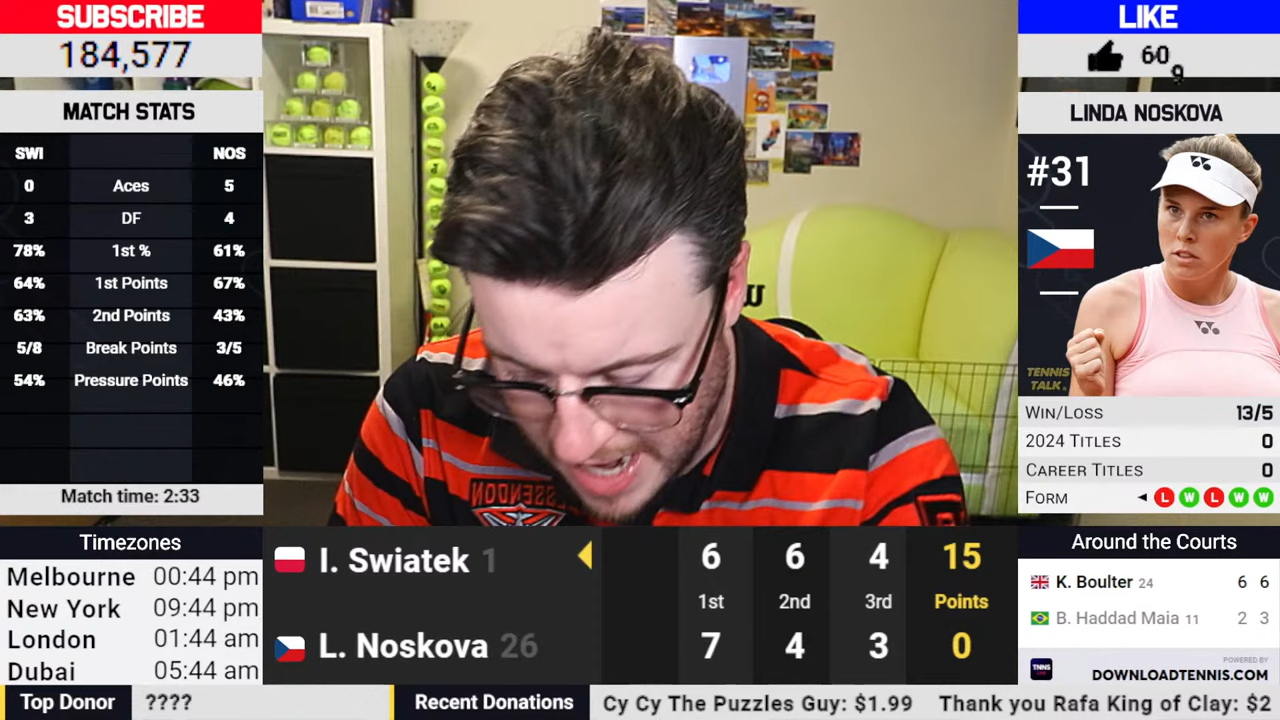 SUBSCRIBE
184,577
MATCH STATS
SWI NOS
0 Aces 5
3 DF 4
78% 1st % 61%
64% 1st Points 67%
63% 2nd Points 43%
5/8 Break Points 3/5
54% Pressure Points 46%
Match time: 2:33
Timezones
Melbourne 00:44 pm
New York 09:44 pm
London 01:44 am
Dubai 05:44 am
LIKE
60
9
LINDA NOSKOVA
#31
TENNIS
TALK
WIN/LOSS 13/5
2024 TITLES 0
CAREER TITLES 0
FORM L W L W W
Around the Courts
K. Boulter 24 6 6
B. Haddad Maia 11 2 3
POWERED BY
DOWNLOADTENNIS.COM
TNNS
ESSENDON
I. Swiatek 1 6 6 4 15
1st 2nd 3rd Points
L. Noskova 26 7 4 3 0
Top Donor ???? Recent Donations Cy Cy The Puzzles Guy: $1.99 Thank you Rafa King of Clay: $2